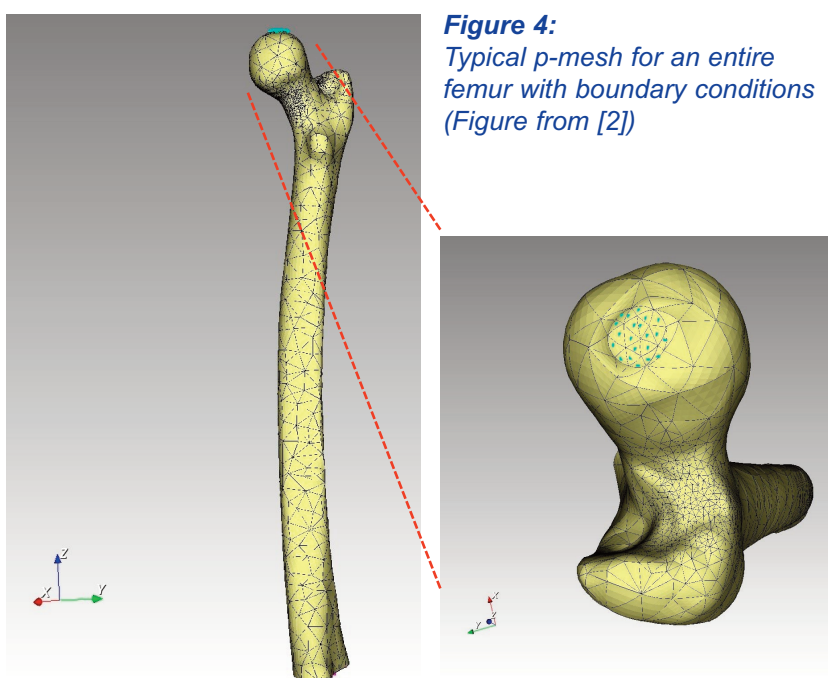 Figure 4:
Typical p-mesh for an entire
femur with boundary conditions
(Figure from [2])
Z
X
Y
X
Y